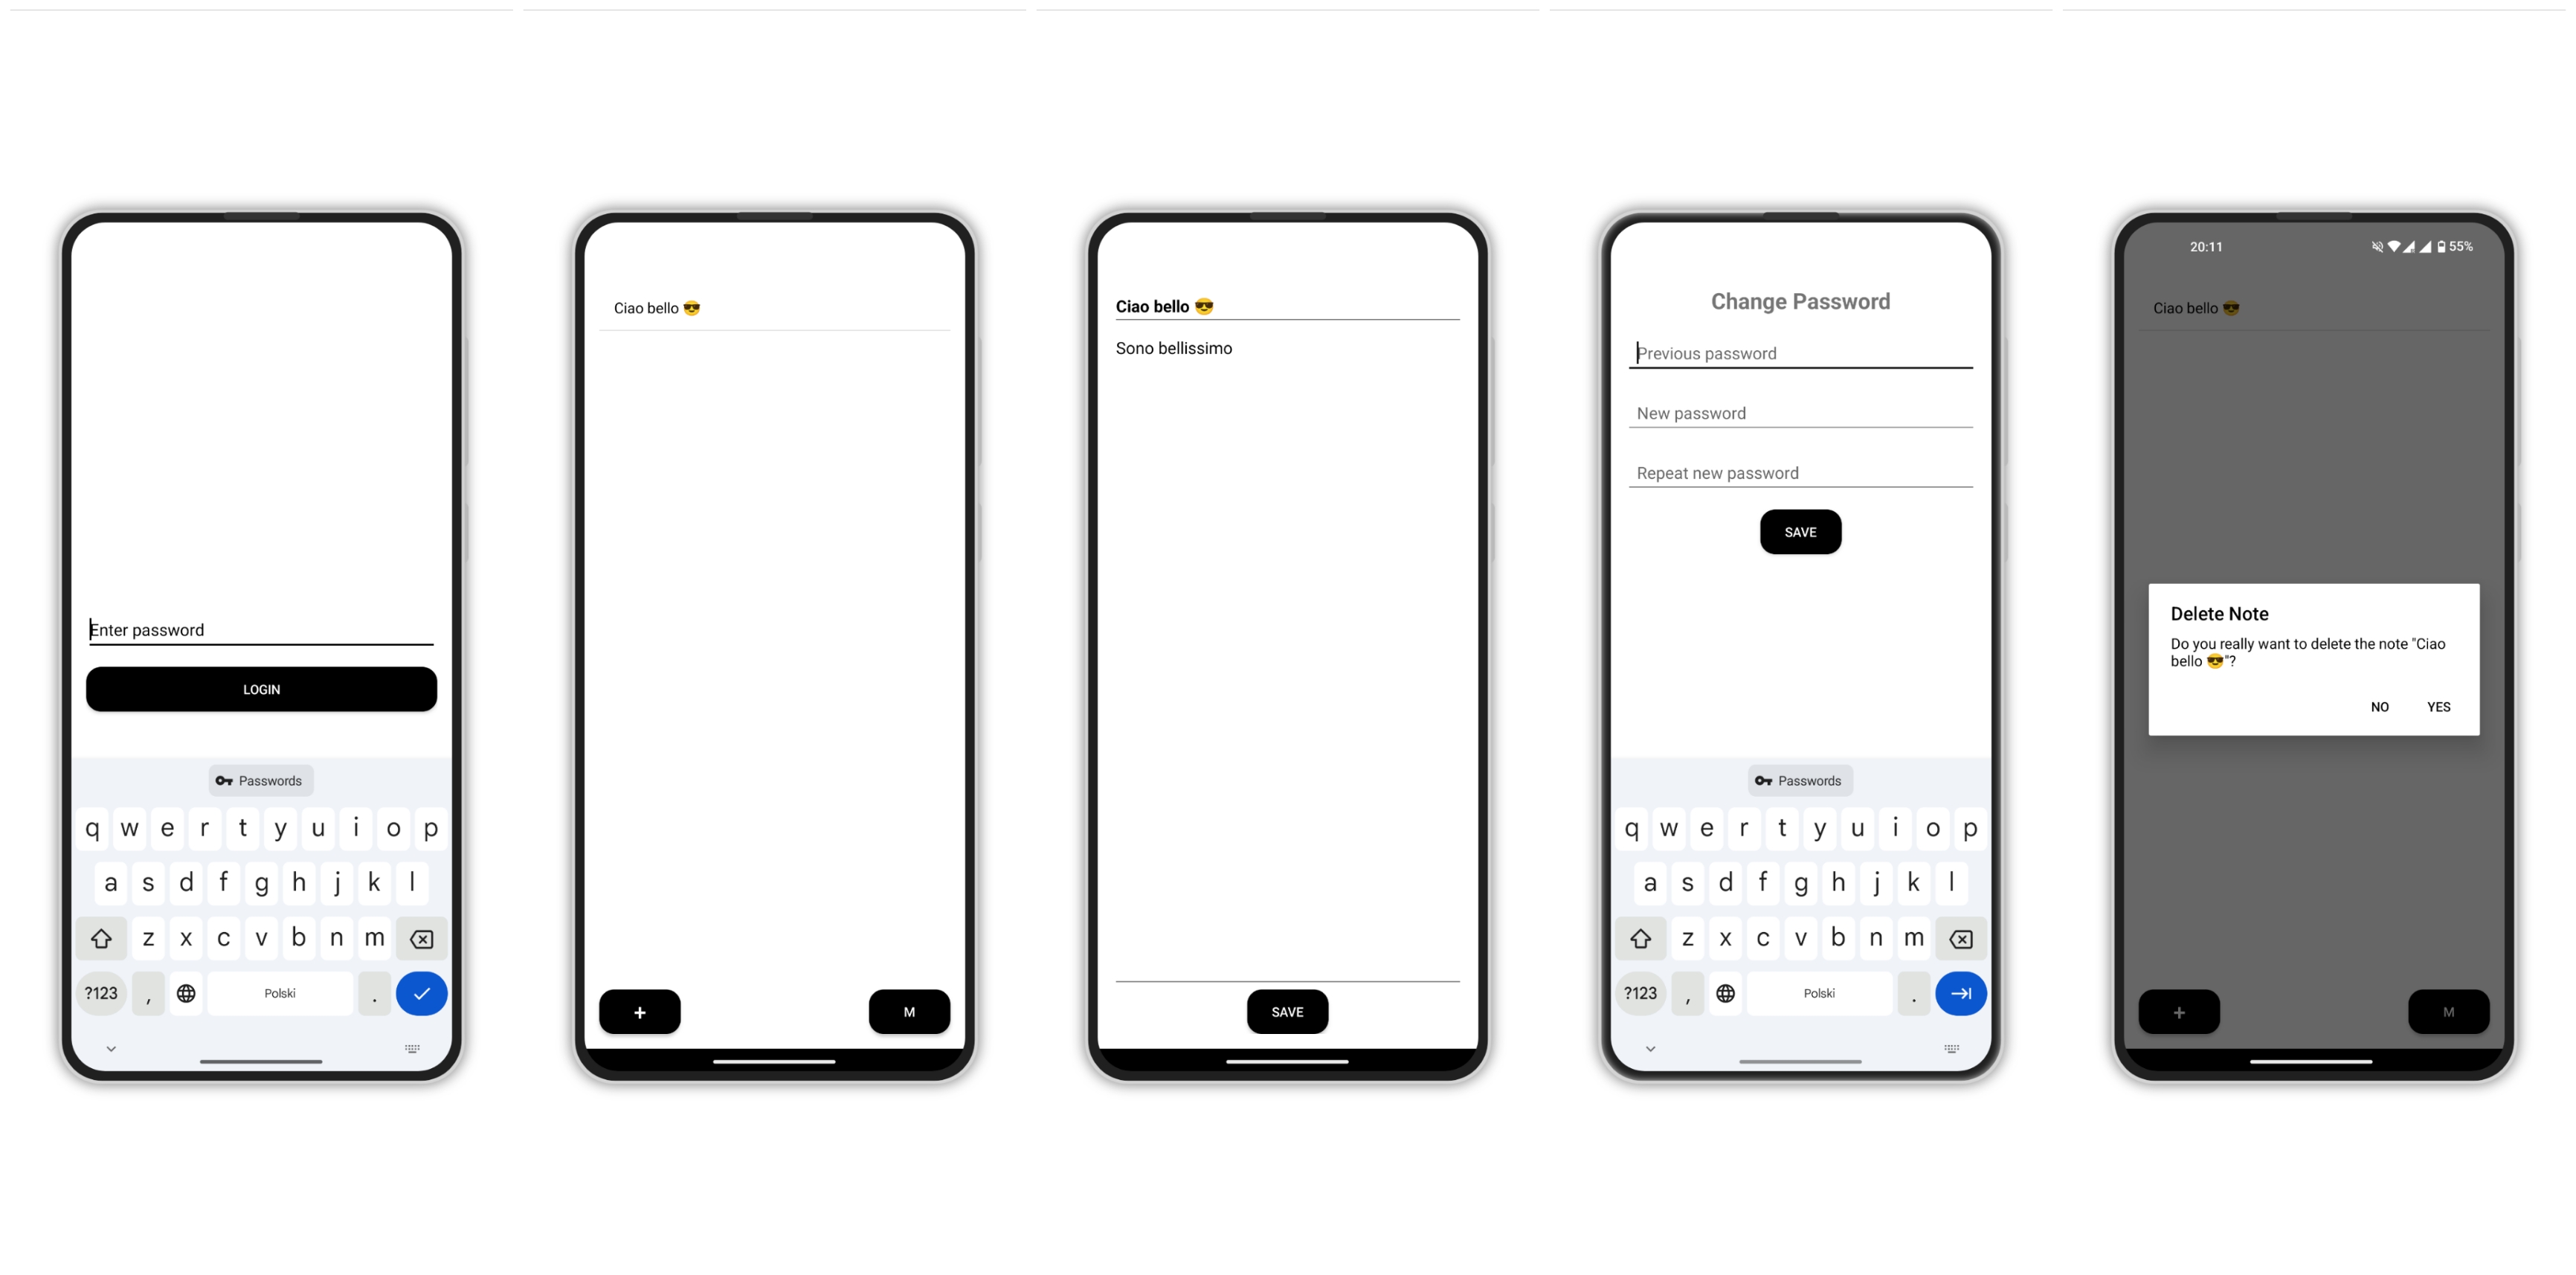 Enter password
LOGIN
Passwords
q w e r t y u i o p
a s d f g h j k l
z x c v b n m
?123 , Polski .
Ciao bello 😎
+ M
Ciao bello 😎
Sono bellissimo
SAVE
Change Password
Previous password
New password
Repeat new password
SAVE
Passwords
q w e r t y u i o p
a s d f g h j k l
z x c v b n m
?123 , Polski .
20:11 55%
Ciao bello 😎
Delete Note
Do you really want to delete the note "Ciao
bello 😎"?
NO YES
+ M